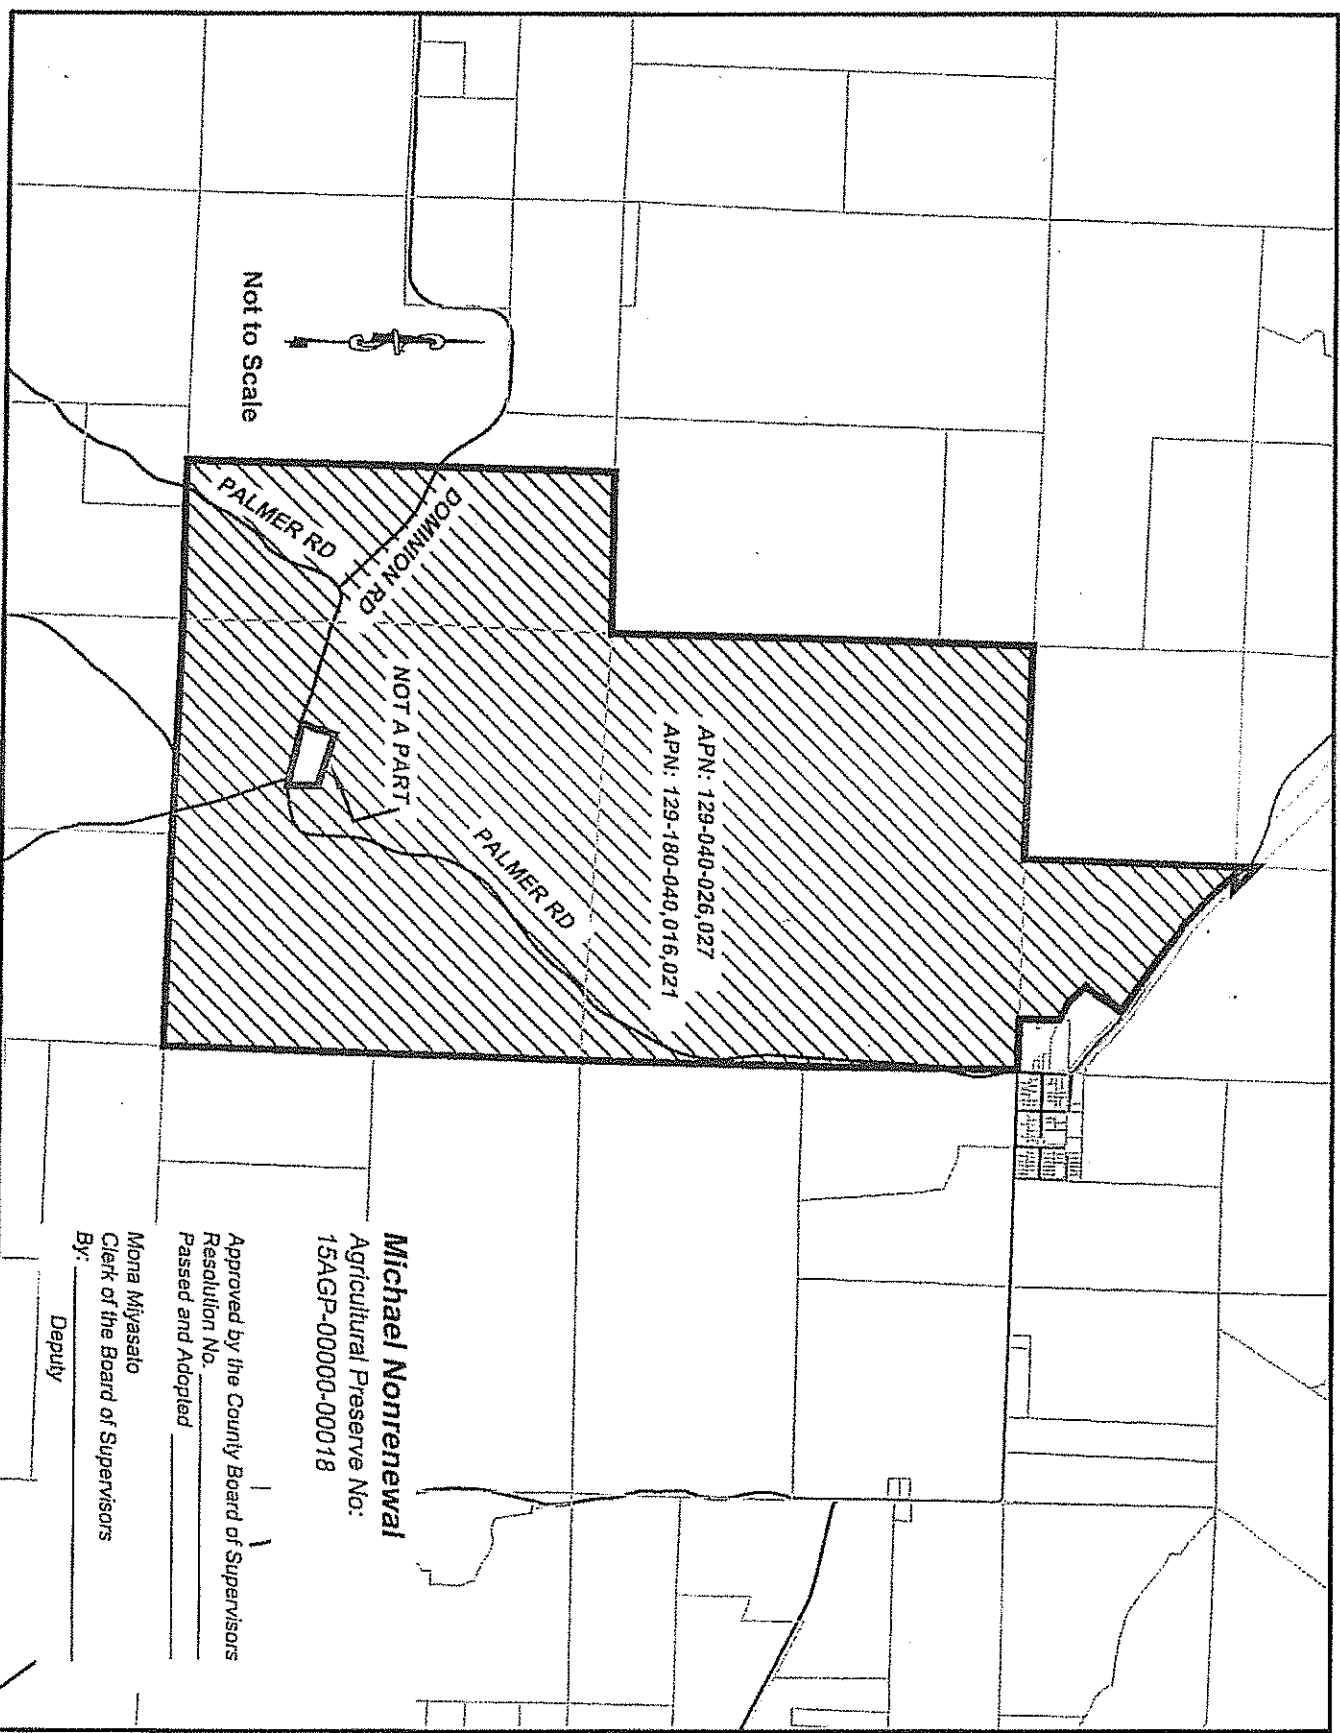 APN: 129-040-026,027
APN: 129-180-040,016,021
PALMER RD
DOMINION RD
NOT A PART
PALMER RD
Not to Scale
Michael Nonrenewal
Agricultural Preserve No:
15AGP-00000-00018
Approved by the County Board of Supervisors
Resolution No.
Passed and Adopted
Mona Miyasato
Clerk of the Board of Supervisors
By:
Deputy